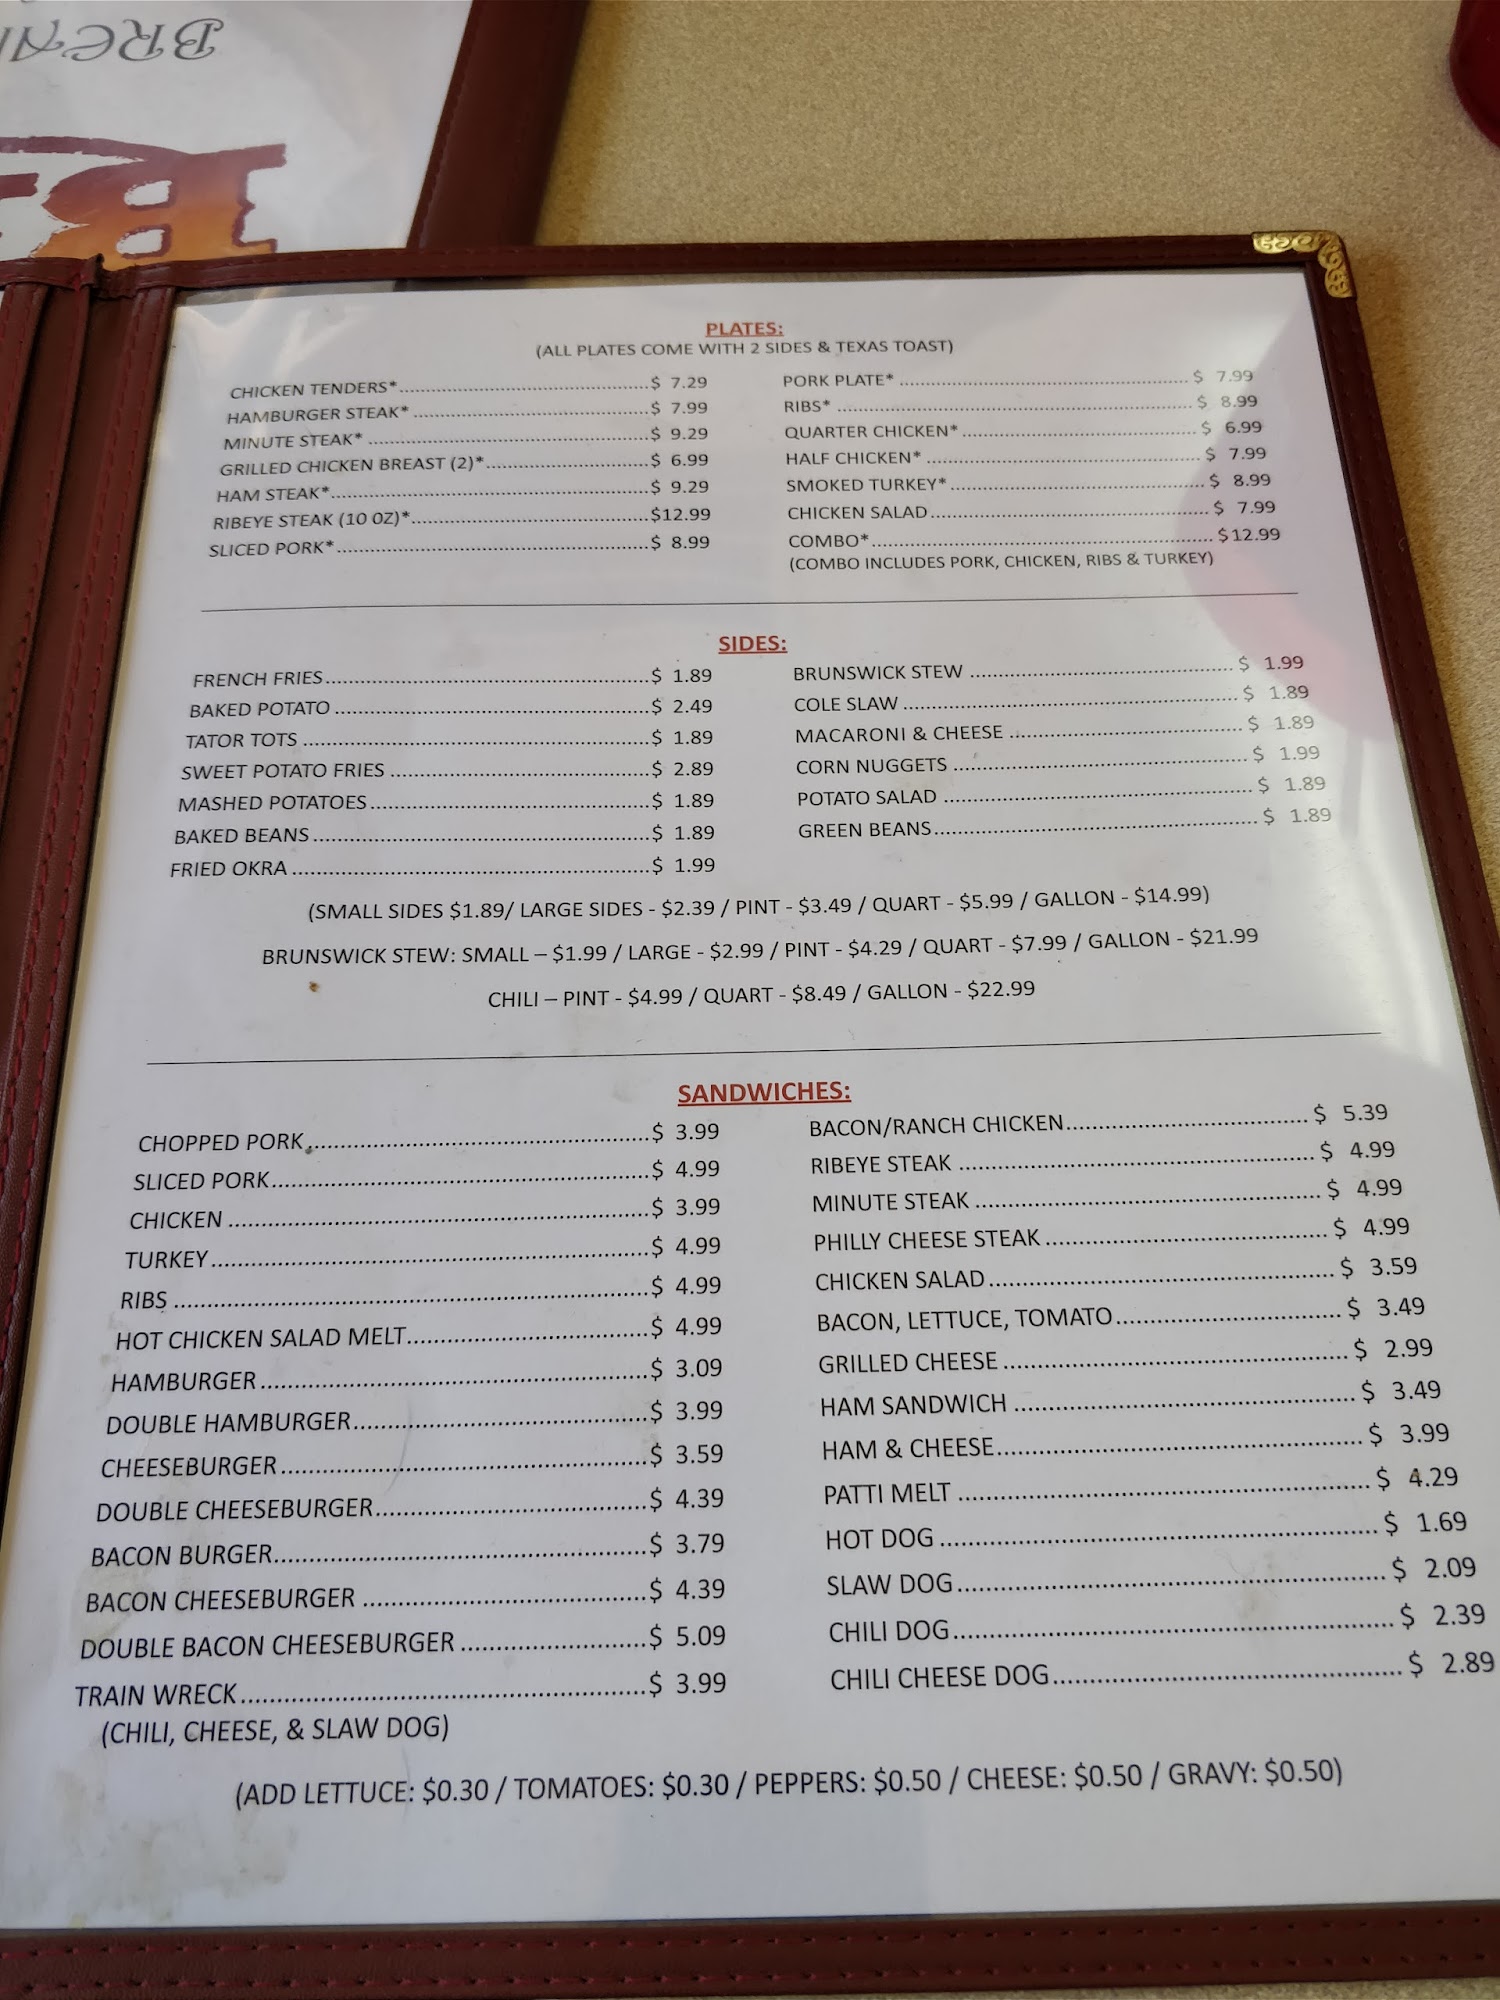 PLATES:
(ALL PLATES COME WITH 2 SIDES & TEXAS TOAST)
CHICKEN TENDERS* $ 7.29
HAMBURGER STEAK* $ 7.99
MINUTE STEAK* $ 9.29
GRILLED CHICKEN BREAST (2)* $ 6.99
HAM STEAK* $ 9.29
RIBEYE STEAK (10 OZ)* $12.99
SLICED PORK* $ 8.99
PORK PLATE* $ 7.99
RIBS* $ 8.99
QUARTER CHICKEN* $ 6.99
HALF CHICKEN* $ 7.99
SMOKED TURKEY* $ 8.99
CHICKEN SALAD $ 7.99
COMBO* $12.99
(COMBO INCLUDES PORK, CHICKEN, RIBS & TURKEY)
SIDES:
FRENCH FRIES $ 1.89
BAKED POTATO $ 2.49
TATOR TOTS $ 1.89
SWEET POTATO FRIES $ 2.89
MASHED POTATOES $ 1.89
BAKED BEANS $ 1.89
FRIED OKRA $ 1.99
BRUNSWICK STEW $ 1.99
COLE SLAW $ 1.89
MACARONI & CHEESE $ 1.89
CORN NUGGETS $ 1.99
POTATO SALAD $ 1.89
GREEN BEANS $ 1.89
(SMALL SIDES $1.89/ LARGE SIDES - $2.39 / PINT - $3.49 / QUART - $5.99 / GALLON - $14.99)
BRUNSWICK STEW: SMALL – $1.99 / LARGE - $2.99 / PINT - $4.29 / QUART - $7.99 / GALLON - $21.99
CHILI – PINT - $4.99 / QUART - $8.49 / GALLON - $22.99
SANDWICHES:
CHOPPED PORK $ 3.99
SLICED PORK $ 4.99
CHICKEN $ 3.99
TURKEY $ 4.99
RIBS $ 4.99
HOT CHICKEN SALAD MELT $ 4.99
HAMBURGER $ 3.09
DOUBLE HAMBURGER $ 3.99
CHEESEBURGER $ 3.59
DOUBLE CHEESEBURGER $ 4.39
BACON BURGER $ 3.79
BACON CHEESEBURGER $ 4.39
DOUBLE BACON CHEESEBURGER $ 5.09
TRAIN WRECK $ 3.99
(CHILI, CHEESE, & SLAW DOG)
BACON/RANCH CHICKEN $ 5.39
RIBEYE STEAK $ 4.99
MINUTE STEAK $ 4.99
PHILLY CHEESE STEAK $ 4.99
CHICKEN SALAD $ 3.59
BACON, LETTUCE, TOMATO $ 3.49
GRILLED CHEESE $ 2.99
HAM SANDWICH $ 3.49
HAM & CHEESE $ 3.99
PATTI MELT $ 4.29
HOT DOG $ 1.69
SLAW DOG $ 2.09
CHILI DOG $ 2.39
CHILI CHEESE DOG $ 2.89
(ADD LETTUCE: $0.30 / TOMATOES: $0.30 / PEPPERS: $0.50 / CHEESE: $0.50 / GRAVY: $0.50)